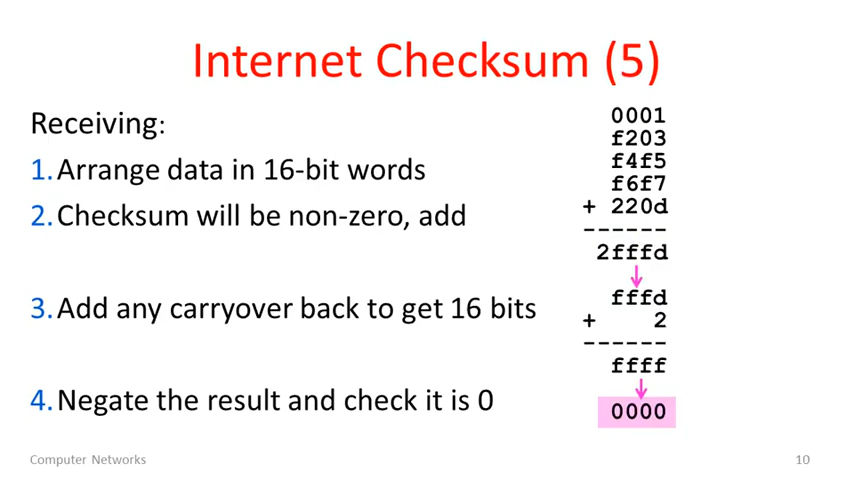 Internet Checksum (5)
Receiving:
1. Arrange data in 16-bit words
2. Checksum will be non-zero, add
3. Add any carryover back to get 16 bits
4. Negate the result and check it is 0
0001
f203
f4f5
f6f7
+ 220d
------
2fffd
fffd
+ 2
------
ffff
0000
Computer Networks
10